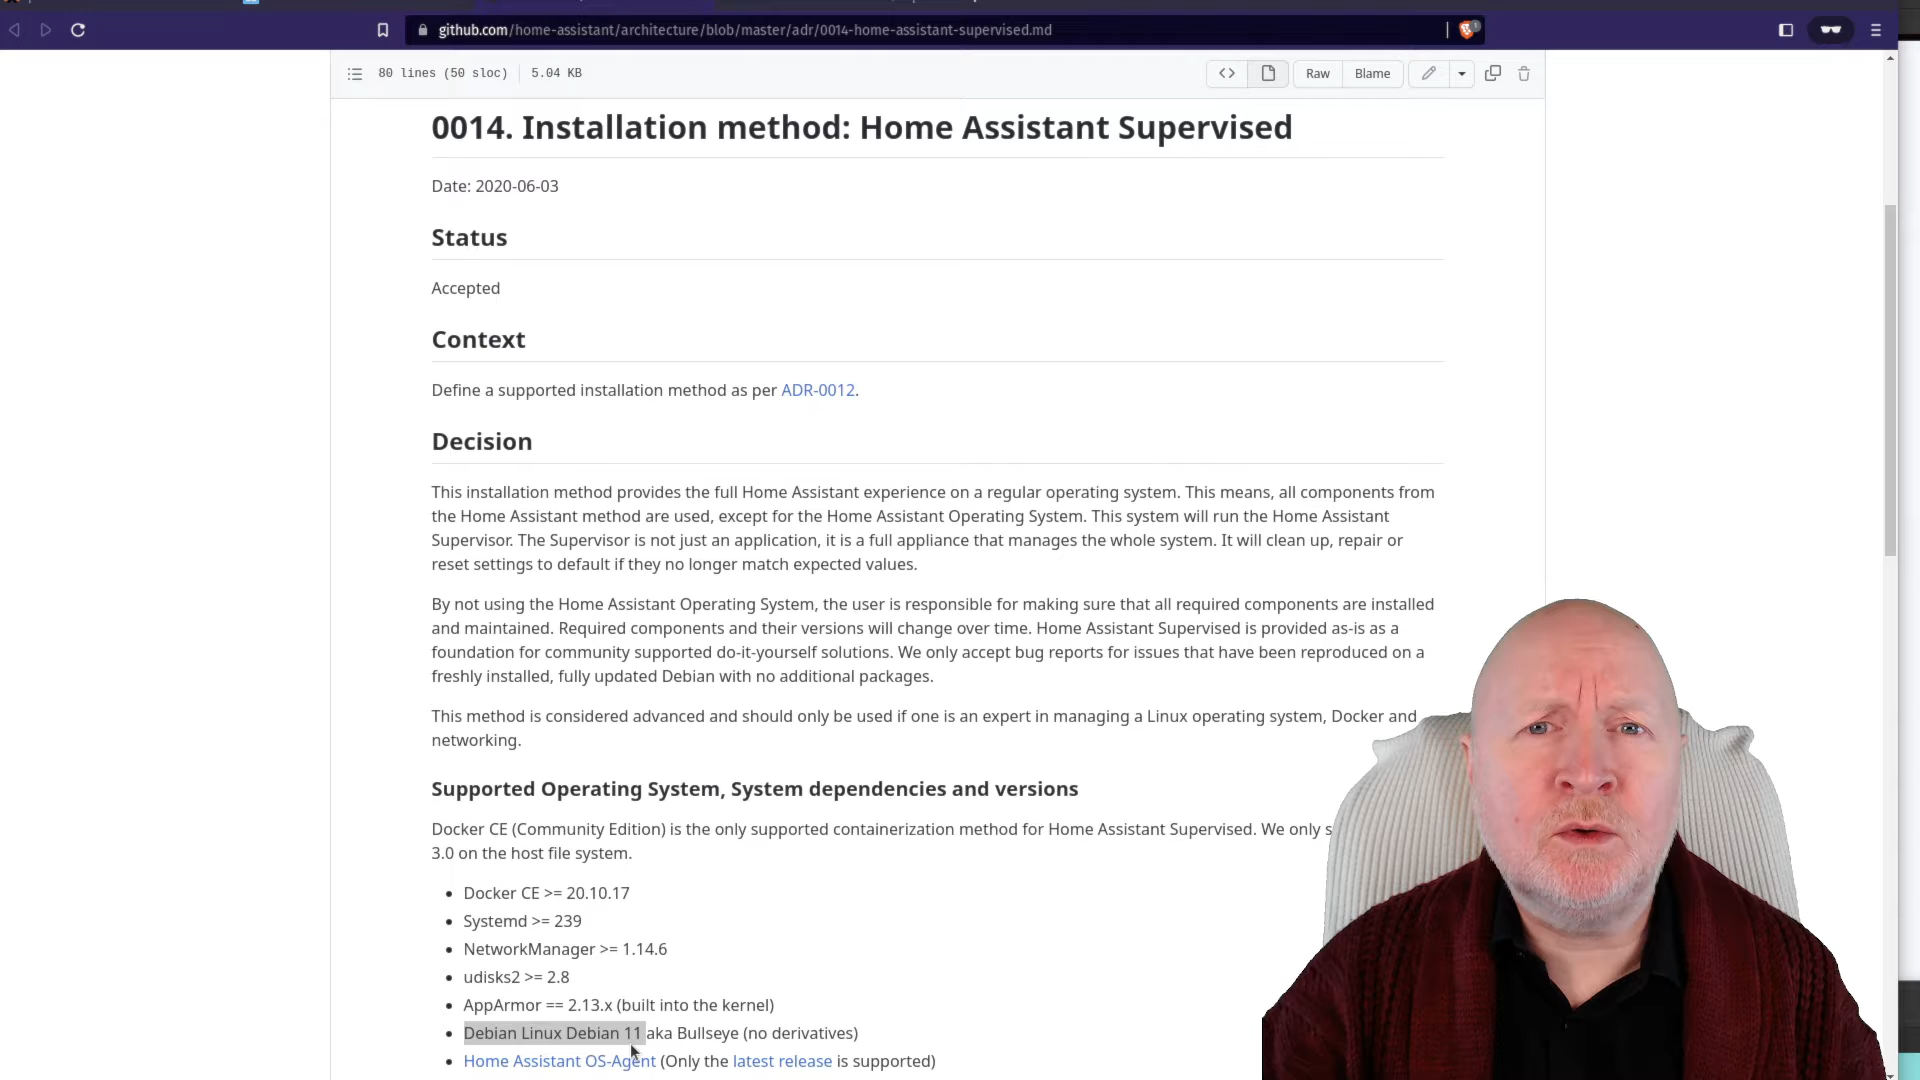 github.com/home-assistant/architecture/blob/master/adr/0014-home-assistant-supervised.md
1
80 lines (50 sloc) 5.04 KB
Raw Blame
0014. Installation method: Home Assistant Supervised
Date: 2020-06-03
Status
Accepted
Context
Define a supported installation method as per ADR-0012.
Decision
This installation method provides the full Home Assistant experience on a regular operating system. This means, all components from
the Home Assistant method are used, except for the Home Assistant Operating System. This system will run the Home Assistant
Supervisor. The Supervisor is not just an application, it is a full appliance that manages the whole system. It will clean up, repair or
reset settings to default if they no longer match expected values.
By not using the Home Assistant Operating System, the user is responsible for making sure that all required components are installed
and maintained. Required components and their versions will change over time. Home Assistant Supervised is provided as-is as a
foundation for community supported do-it-yourself solutions. We only accept bug reports for issues that have been reproduced on a
freshly installed, fully updated Debian with no additional packages.
This method is considered advanced and should only be used if one is an expert in managing a Linux operating system, Docker and
networking.
Supported Operating System, System dependencies and versions
Docker CE (Community Edition) is the only supported containerization method for Home Assistant Supervised. We only s
3.0 on the host file system.
• Docker CE >= 20.10.17
• Systemd >= 239
• NetworkManager >= 1.14.6
• udisks2 >= 2.8
• AppArmor == 2.13.x (built into the kernel)
• Debian Linux Debian 11 aka Bullseye (no derivatives)
• Home Assistant OS-Agent (Only the latest release is supported)